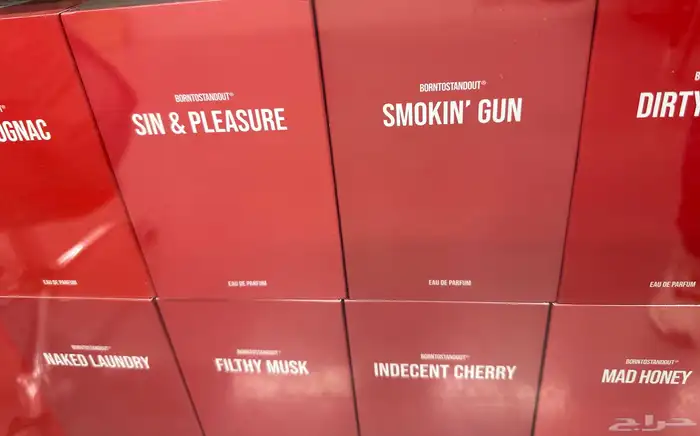 OGNAC
EAU DE PARFUM
BORNTOSTANDOUT®
SIN & PLEASURE
EAU DE PARFUM
BORNTOSTANDOUT®
SMOKIN' GUN
EAU DE PARFUM
B
DIRTY
EAU DE PARFUM
BORNTOSTANDOUT®
NAKED LAUNDRY
BORNTOSTANDOUT®
FILTHY MUSK
BORNTOSTANDOUT®
INDECENT CHERRY
BORNTOSTANDOUT®
MAD HONEY
حراج